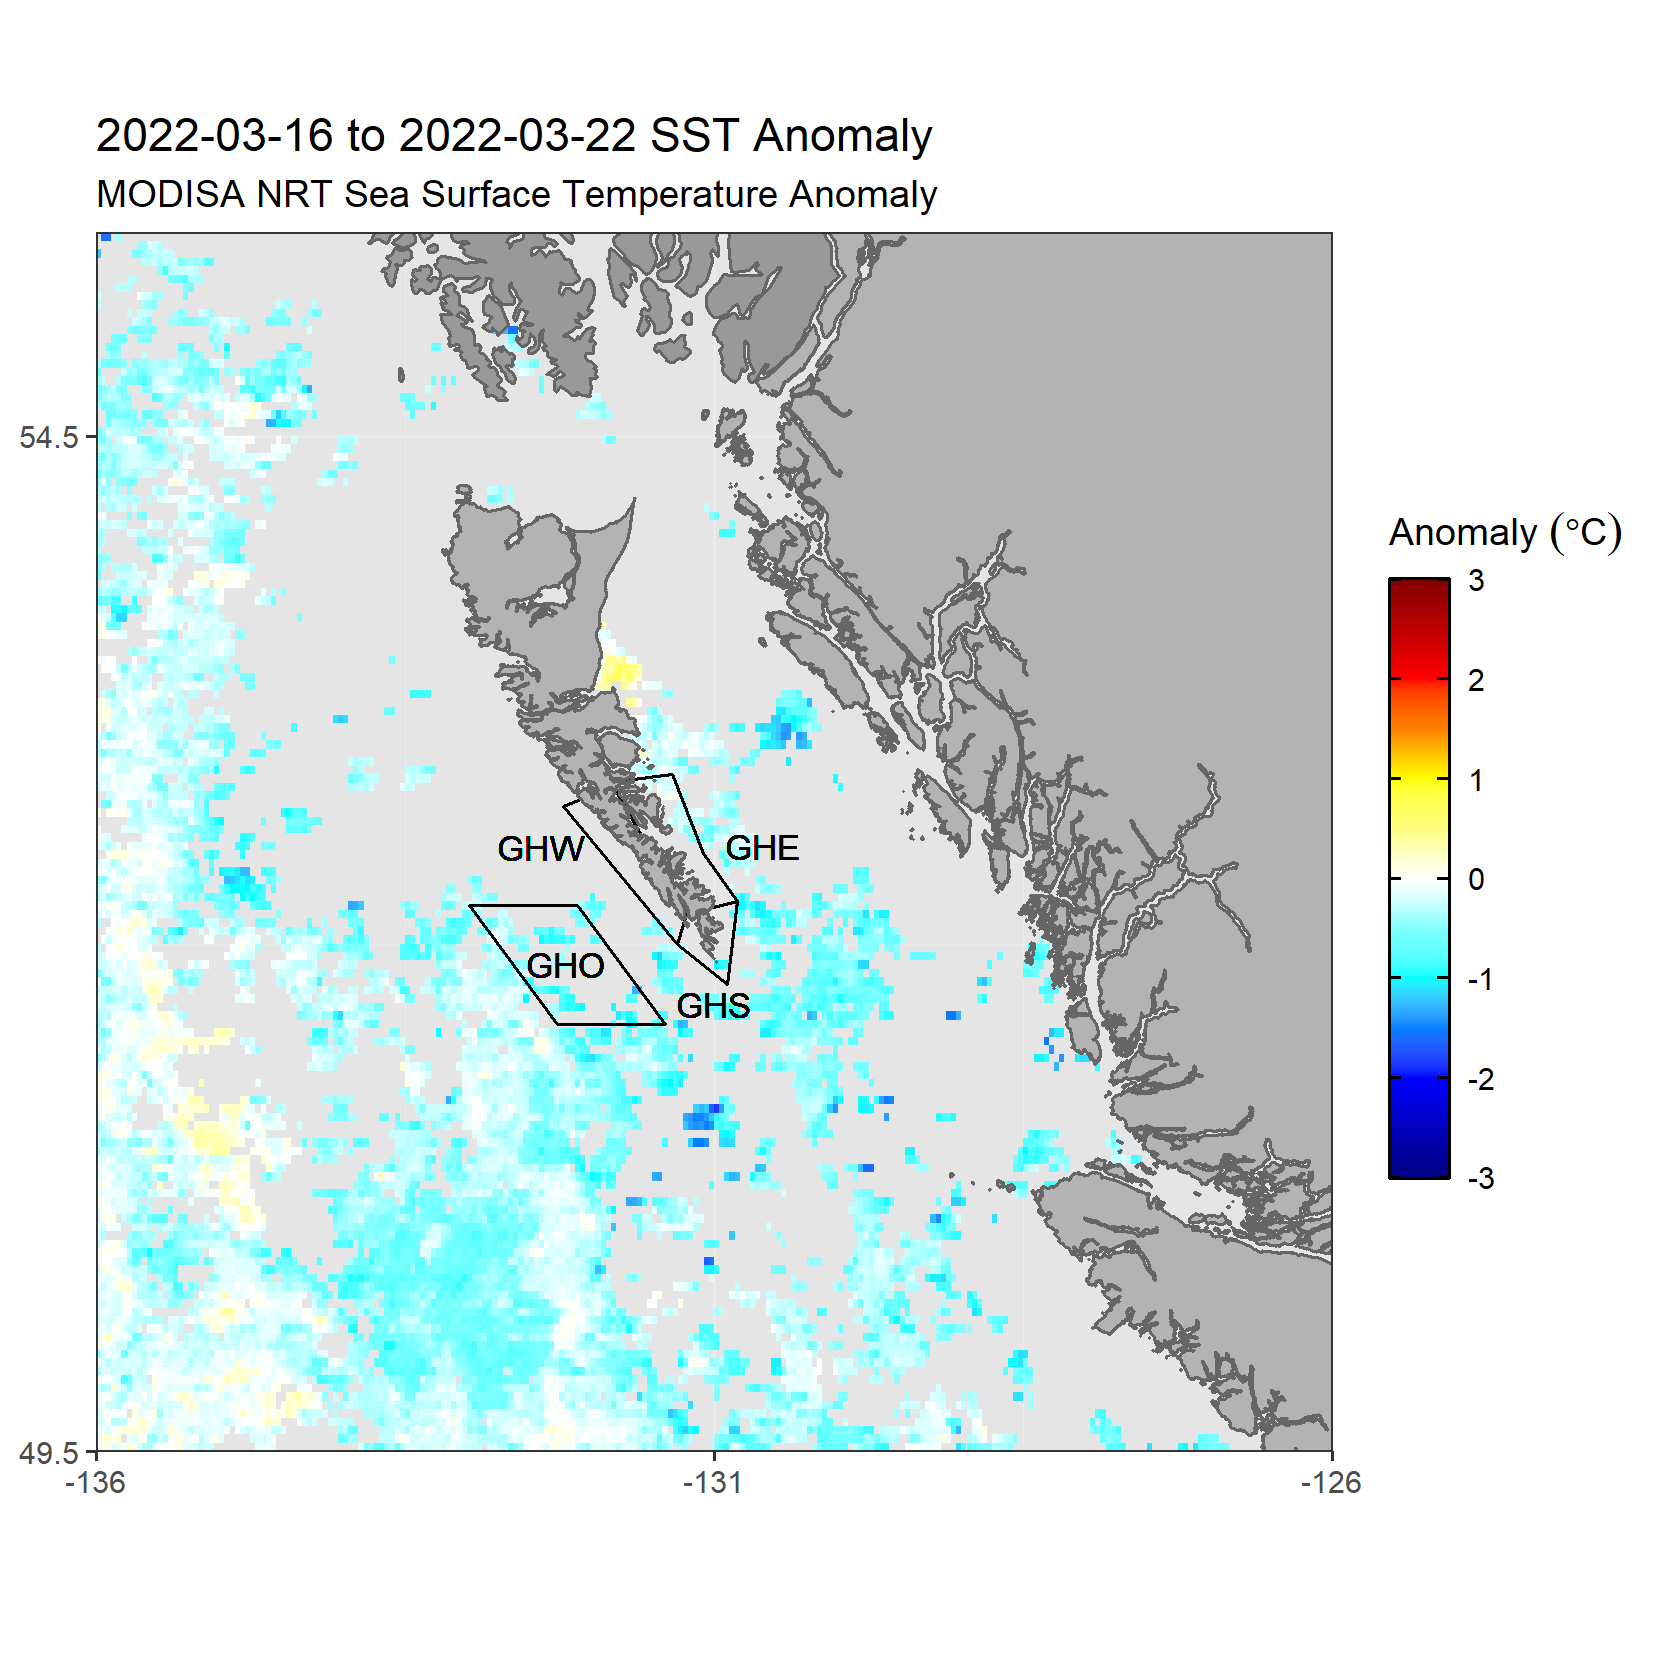 2022-03-16 to 2022-03-22 SST Anomaly
MODISA NRT Sea Surface Temperature Anomaly
54.5
49.5
-136
-131
-126
GHW
GHE
GHO
GHS
Anomaly (°C)
3
2
1
0
-1
-2
-3